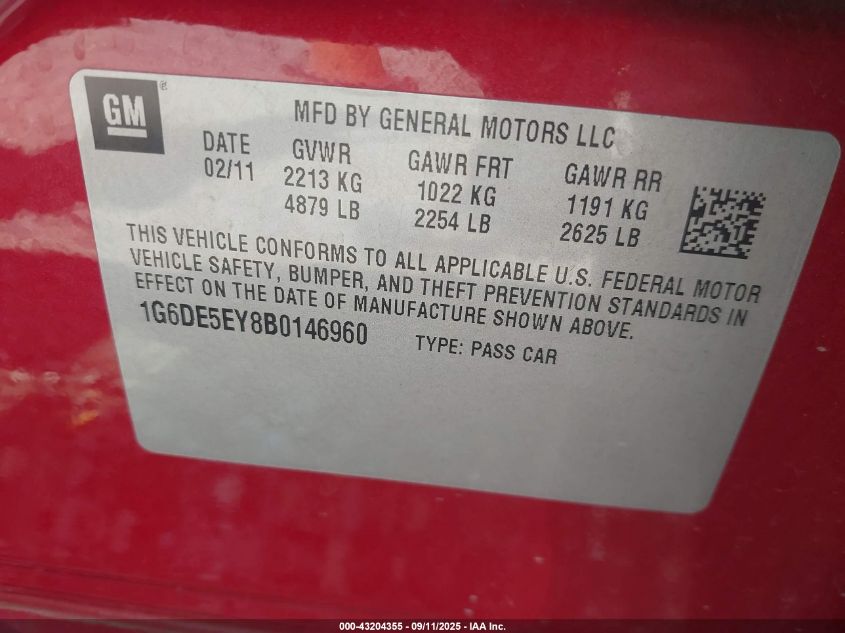 GM®
MFD BY GENERAL MOTORS LLC
DATE GVWR GAWR FRT GAWR RR
02/11 2213 KG 1022 KG 1191 KG
4879 LB 2254 LB 2625 LB
THIS VEHICLE CONFORMS TO ALL APPLICABLE U.S. FEDERAL MOTOR
VEHICLE SAFETY, BUMPER, AND THEFT PREVENTION STANDARDS IN
EFFECT ON THE DATE OF MANUFACTURE SHOWN ABOVE.
1G6DE5EY8B0146960 TYPE: PASS CAR
000-43204355 - 09/11/2025 - IAA Inc.